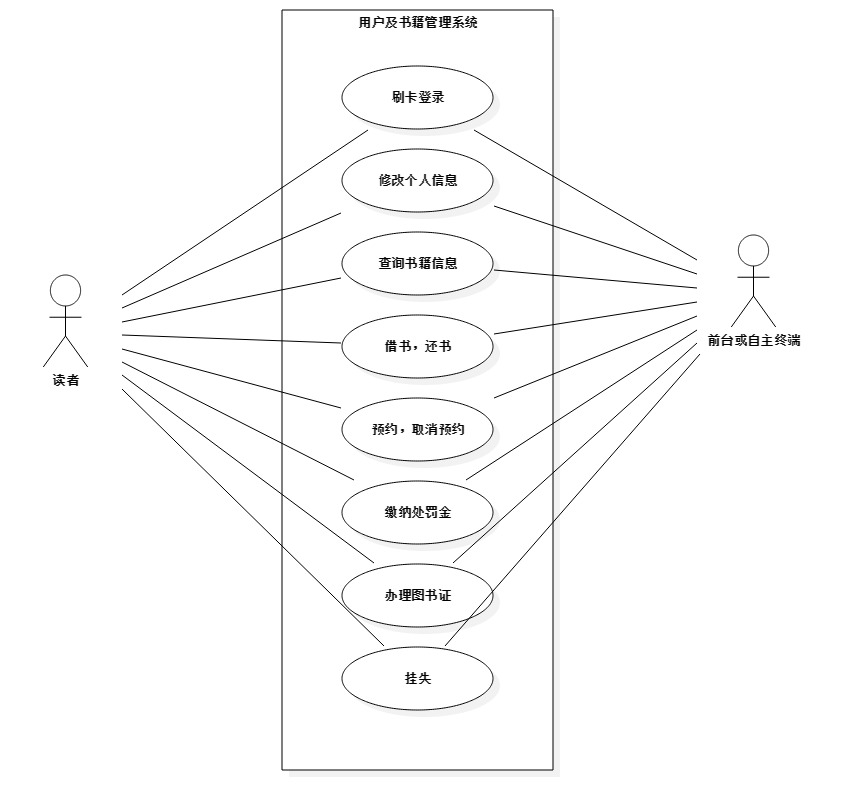 用户及书籍管理系统
刷卡登录
修改个人信息
查询书籍信息
借书，还书
预约，取消预约
缴纳处罚金
办理图书证
挂失
读者
前台或自主终端